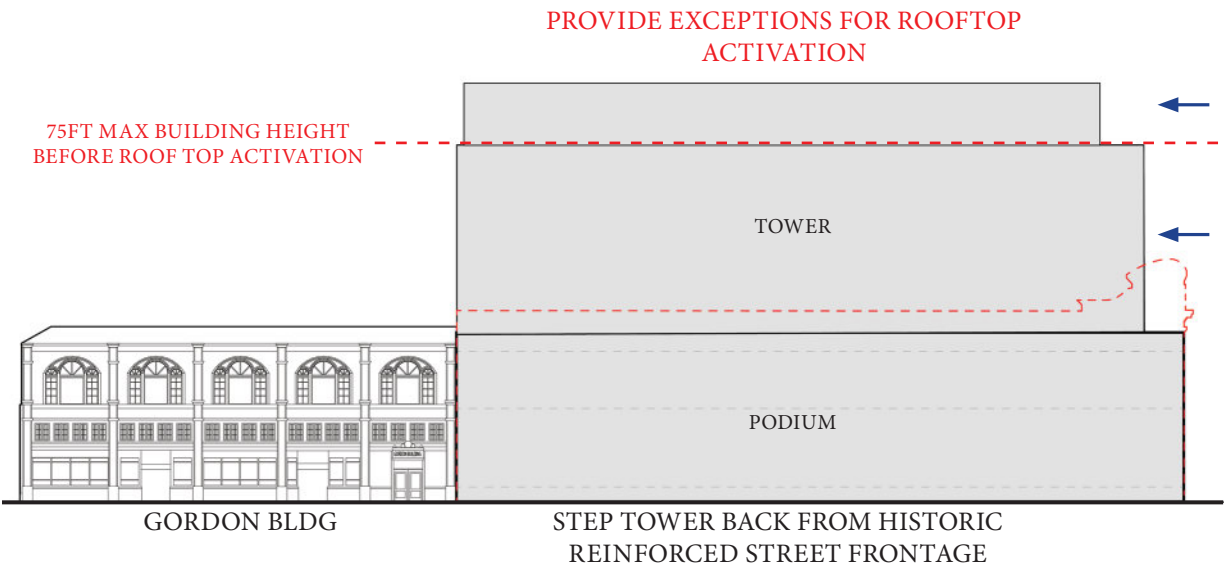 PROVIDE EXCEPTIONS FOR ROOFTOP
ACTIVATION
75FT MAX BUILDING HEIGHT
BEFORE ROOF TOP ACTIVATION
TOWER
PODIUM
GORDON BLDG
STEP TOWER BACK FROM HISTORIC
REINFORCED STREET FRONTAGE